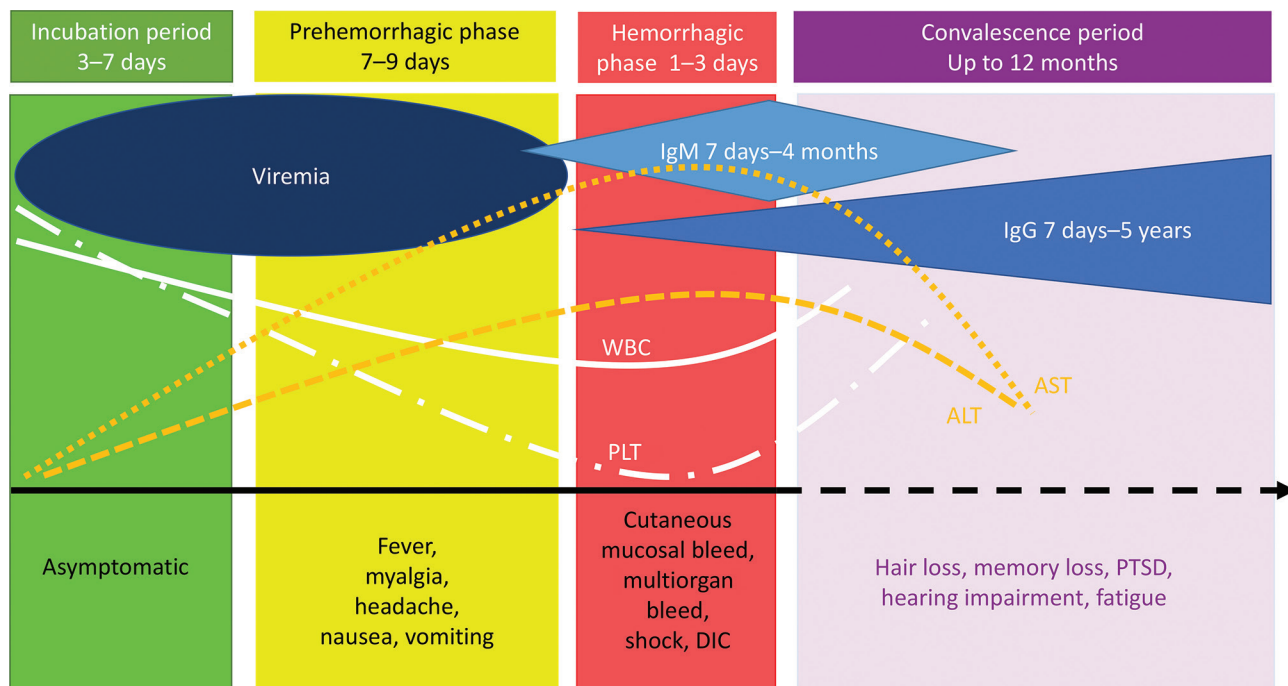 Incubation period
3–7 days
Prehemorrhagic phase
7–9 days
Hemorrhagic
phase 1–3 days
Convalescence period
Up to 12 months
Viremia
IgM 7 days–4 months
IgG 7 days–5 years
WBC
AST
ALT
PLT
Asymptomatic
Fever,
myalgia,
headache,
nausea, vomiting
Cutaneous
mucosal bleed,
multiorgan
bleed,
shock, DIC
Hair loss, memory loss, PTSD,
hearing impairment, fatigue